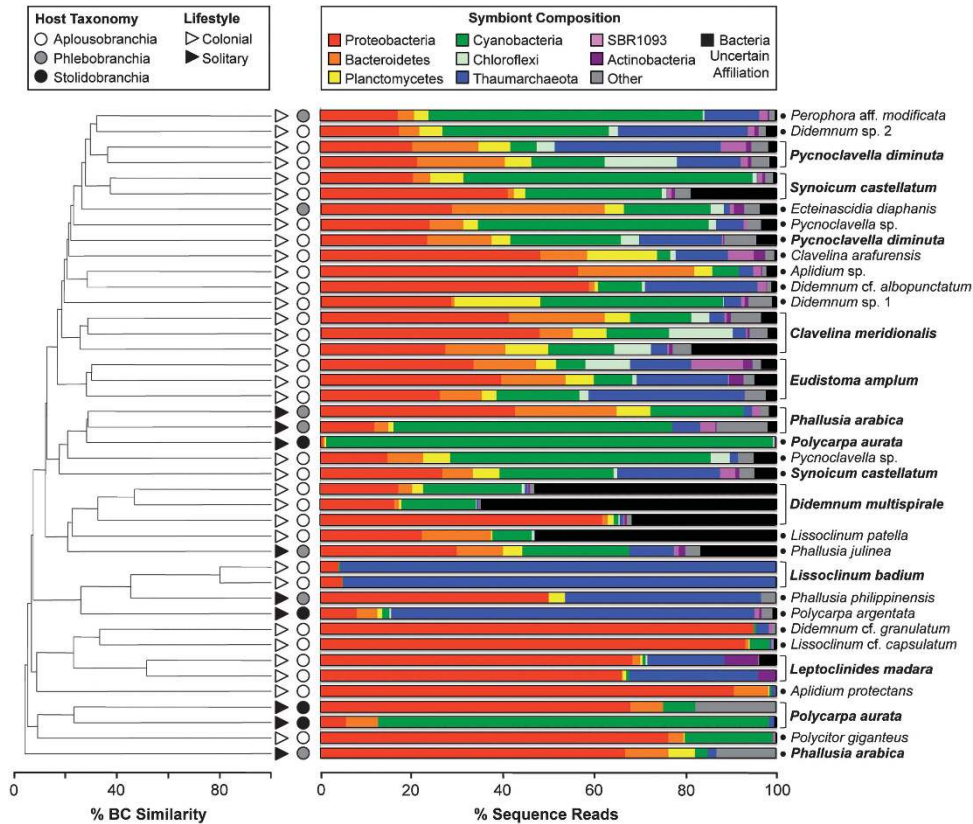 Host Taxonomy
Aplousobranchia
Phlebobranchia
Stolidobranchia
Lifestyle
Colonial
Solitary
Symbiont Composition
Proteobacteria
Bacteroidetes
Planctomycetes
Cyanobacteria
Chloroflexi
Thaumarchaeota
SBR1093
Actinobacteria
Other
Bacteria
Uncertain
Affiliation
Perophora aff. modificata
Didemnum sp. 2
Pycnoclavella diminuta
Synoicum castellatum
Ecteinascidia diaphanis
Pycnoclavella sp.
Pycnoclavella diminuta
Clavelina arafurensis
Aplidium sp.
Didemnum cf. albopunctatum
Didemnum sp. 1
Clavelina meridionalis
Eudistoma amplum
Phallusia arabica
Polycarpa aurata
Pycnoclavella sp.
Synoicum castellatum
Didemnum multispirale
Lissoclinum patella
Phallusia julinea
Lissoclinum badium
Phallusia philippinensis
Polycarpa argentata
Didemnum cf. granulatum
Lissoclinum cf. capsulatum
Leptoclinides madara
Aplidium protectans
Polycarpa aurata
Polycitor giganteus
Phallusia arabica
0 20 40 60 80
% BC Similarity
0 20 40 60 80 100
% Sequence Reads